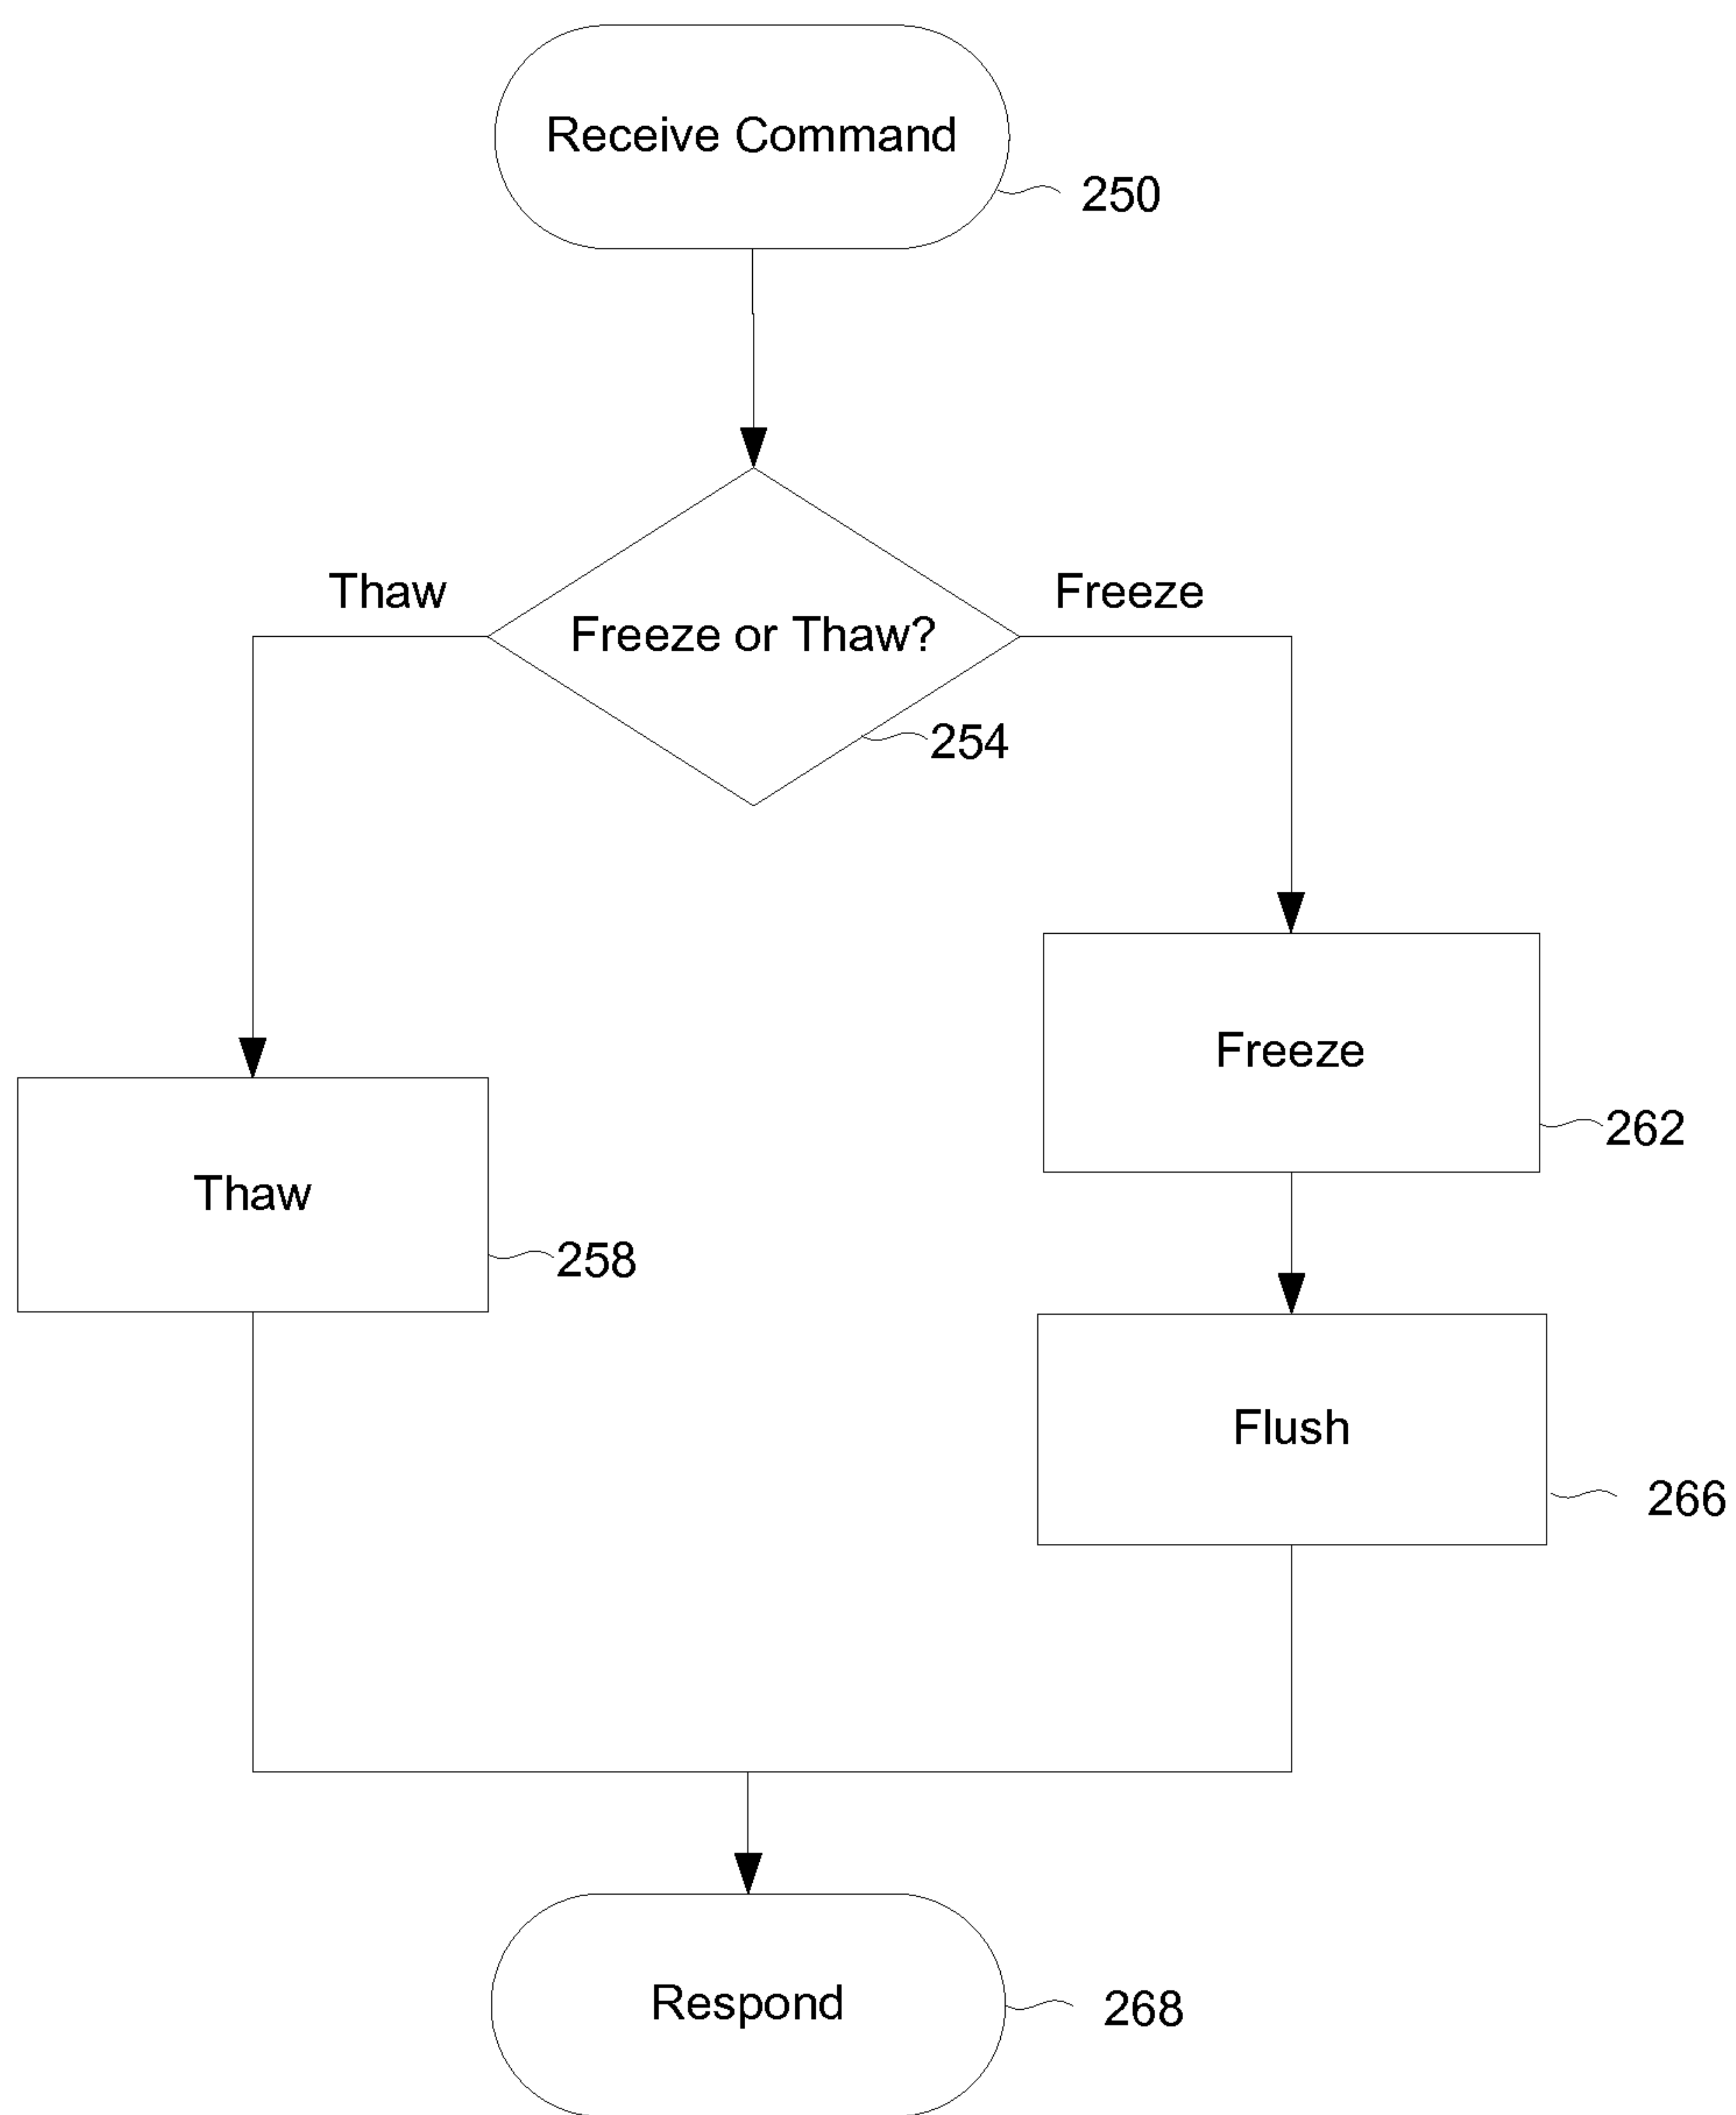 Receive Command
250
Thaw
Freeze
Freeze or Thaw?
254
Freeze
262
Thaw
258
Flush
266
Respond
268